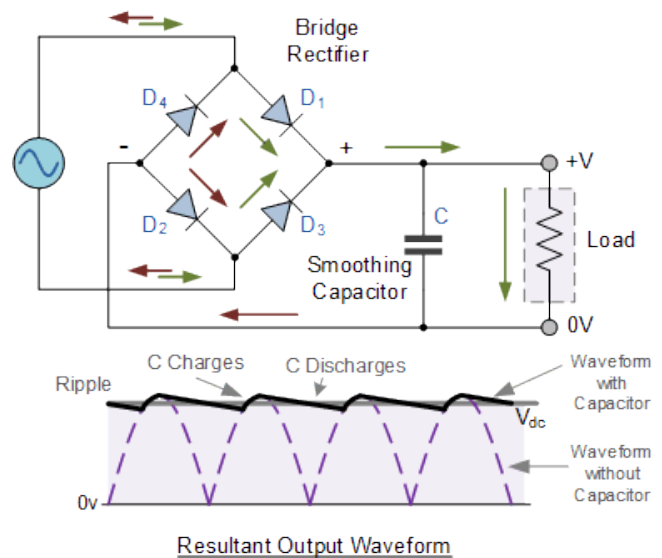 Bridge
Rectifier
D4
D1
-
+
+V
D2
D3
C
Load
Smoothing
Capacitor
0V
C Charges
C Discharges
Ripple
Waveform
with
Capacitor
Vdc
Waveform
without
Capacitor
0v
Resultant Output Waveform